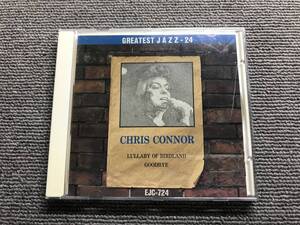 GREATEST JAZZ-24
CHRIS CONNOR
LULLABY OF BIRDLAND
GOODBYE
EJC-724